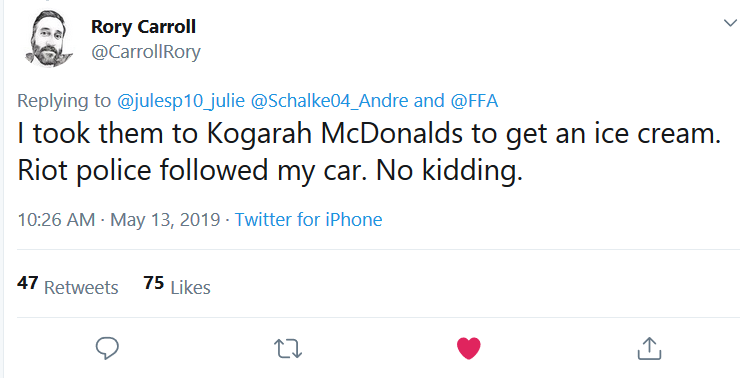 Rory Carroll
@CarrollRory
Replying to @julesp10_julie @Schalke04_Andre and @FFA
I took them to Kogarah McDonalds to get an ice cream.
Riot police followed my car. No kidding.
10:26 AM · May 13, 2019 · Twitter for iPhone
47 Retweets 75 Likes